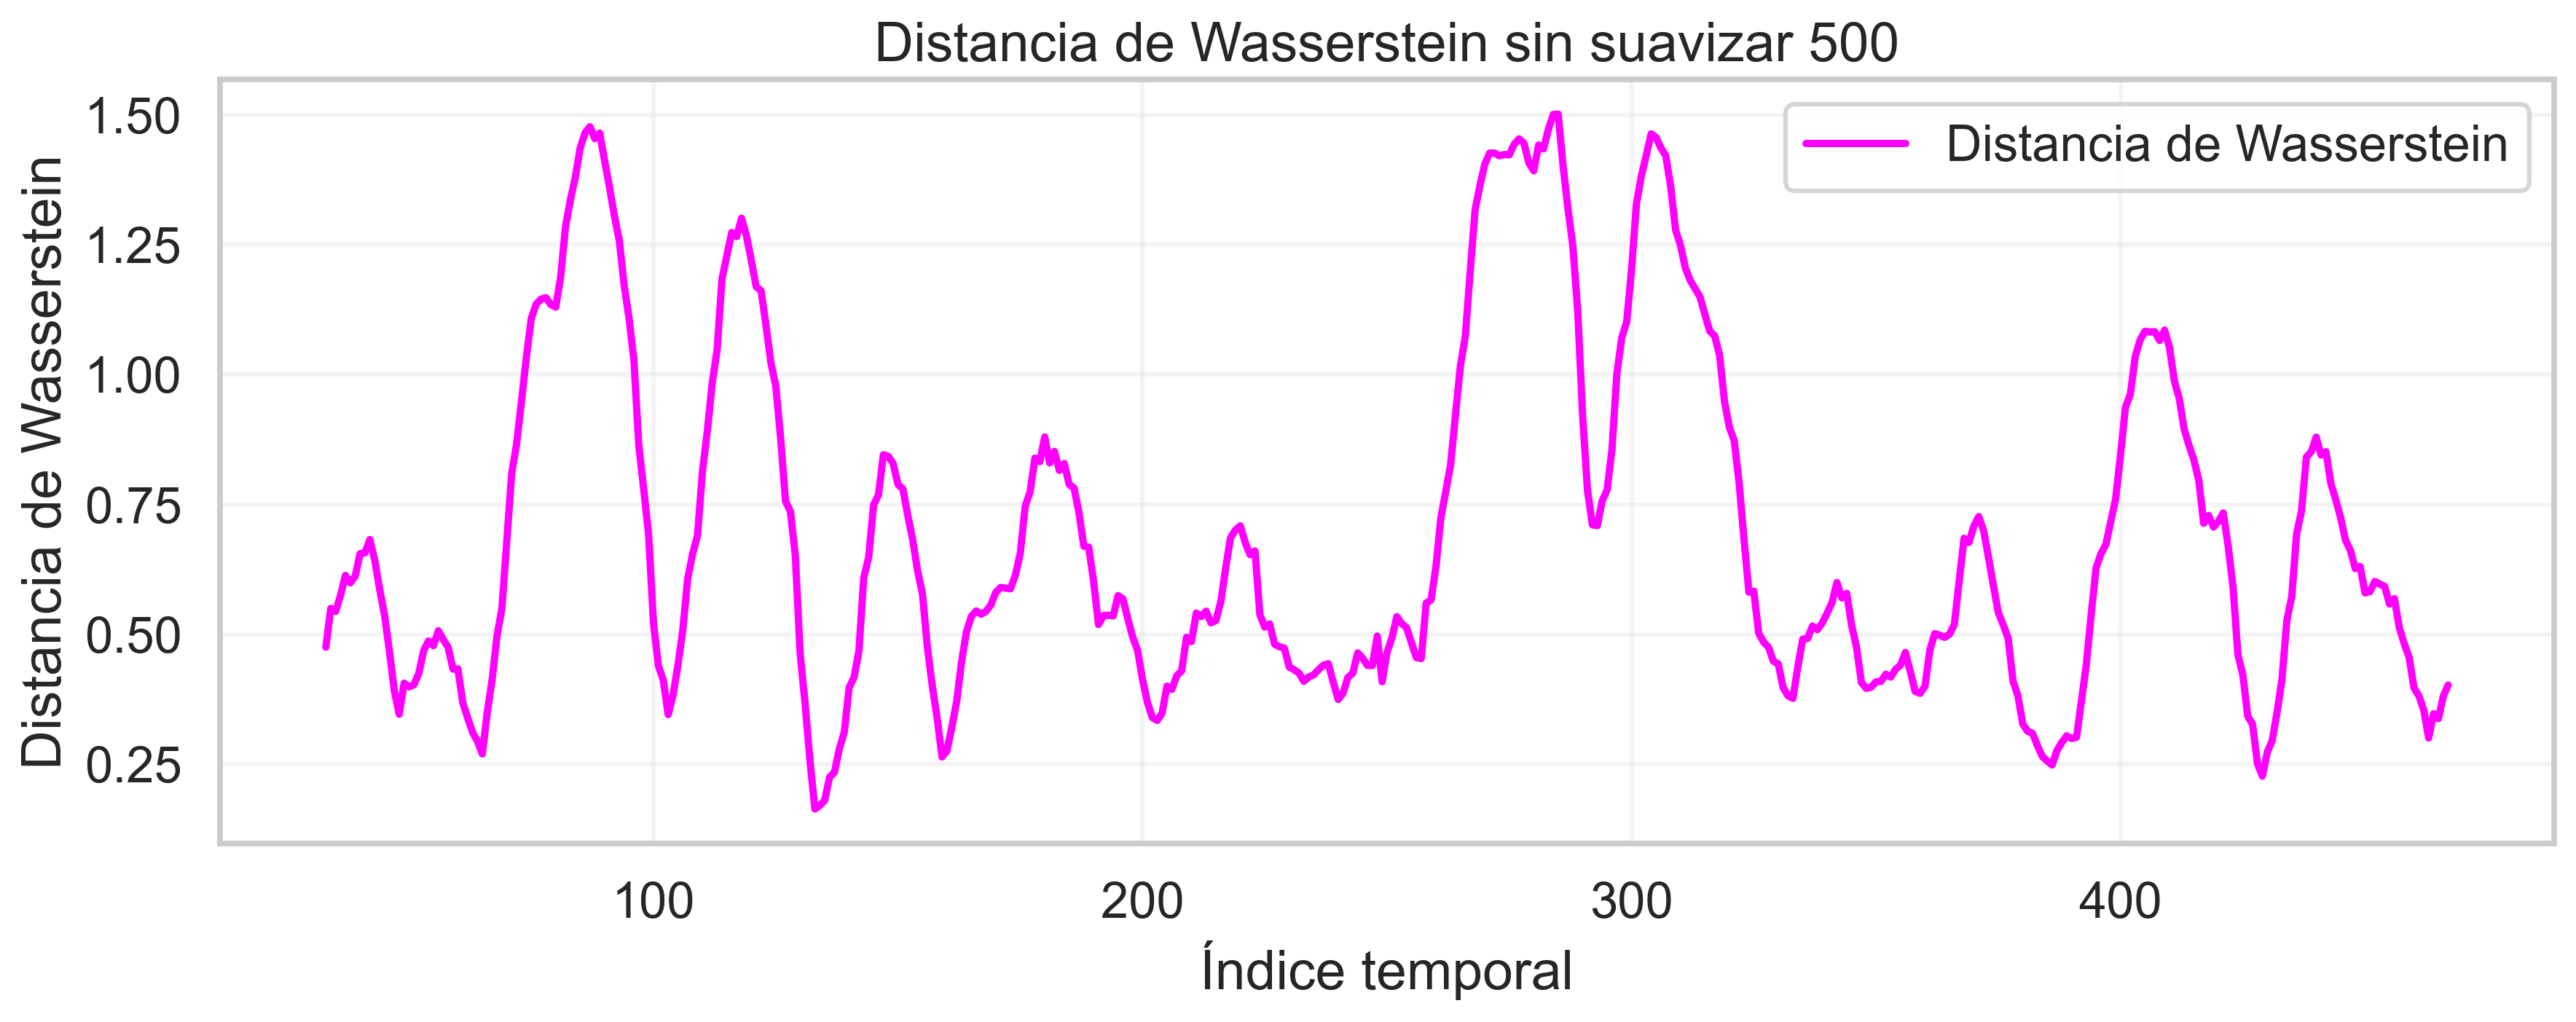 Distancia de Wasserstein sin suavizar 500
Distancia de Wasserstein
1.50
1.25
1.00
0.75
0.50
0.25
Distancia de Wasserstein
100 200 300 400
Índice temporal